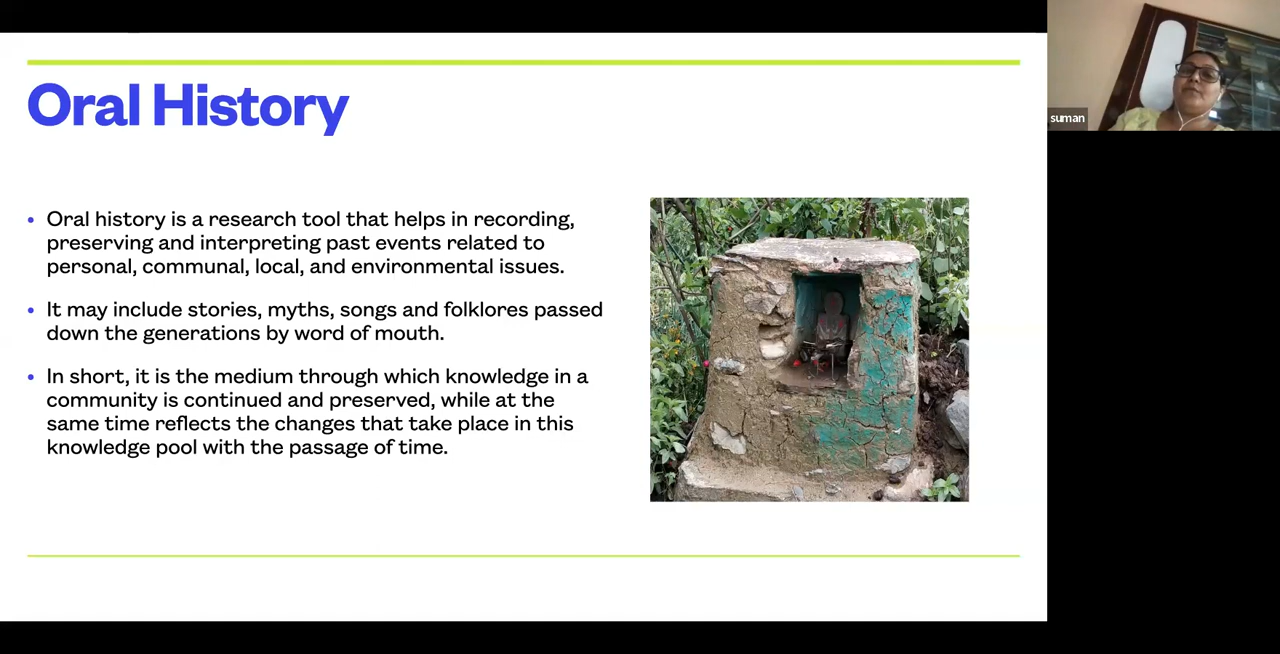 Oral History
Oral history is a research tool that helps in recording,
preserving and interpreting past events related to
personal, communal, local, and environmental issues.
It may include stories, myths, songs and folklores passed
down the generations by word of mouth.
In short, it is the medium through which knowledge in a
community is continued and preserved, while at the
same time reflects the changes that take place in this
knowledge pool with the passage of time.
suman